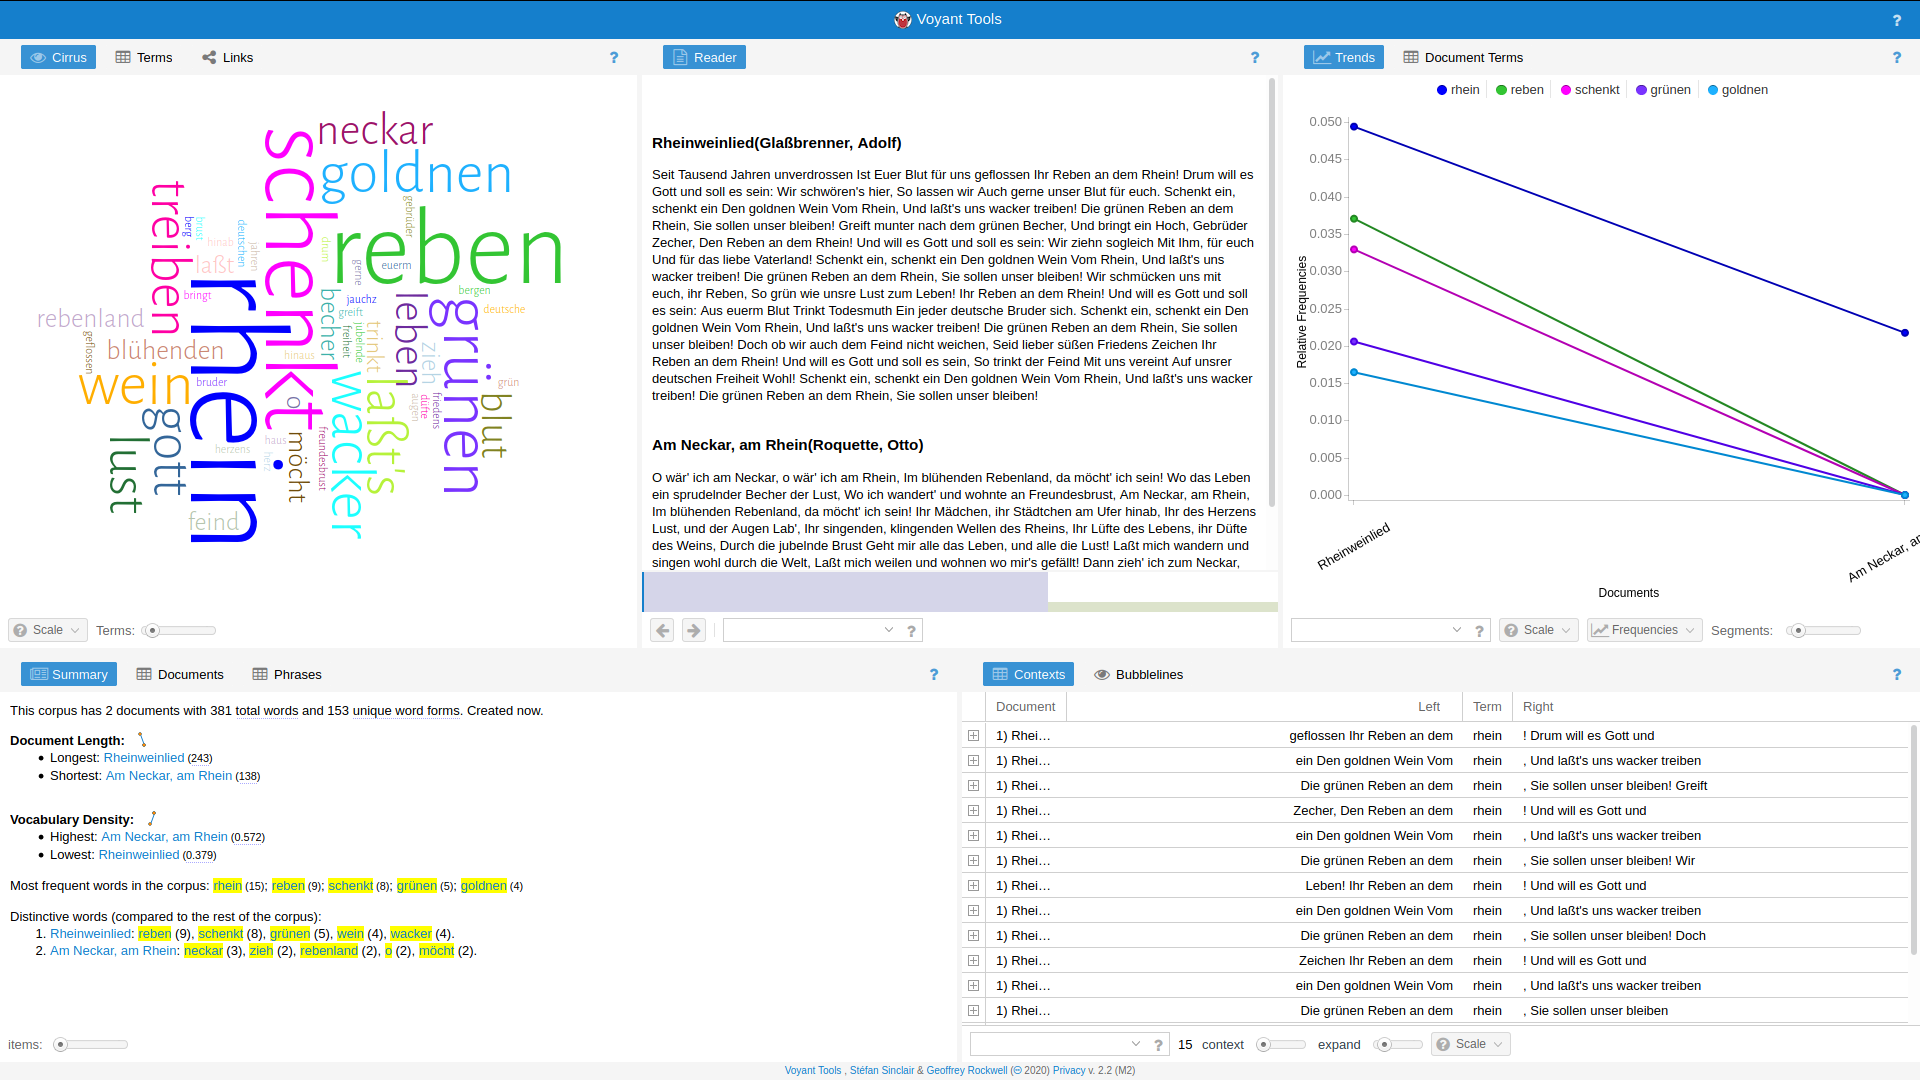 Voyant Tools
?
Cirrus Terms Links ?
Reader ?
Trends Document Terms ?
neckar
goldnen
schenkt
reben
treiben
berg
brust
hinab
deutschen
jahren
drum
gebrüder
gerne
euerm
laßt
bringt
rhein
rebenland
geflossen
blühenden
wein
bruder
hinaus
becher
jauchz
greift
freiheit
jubelnde
trinkt
leben
zieh
grünen
bergen
deutsche
grün
blut
augen
düfte
friedens
laßt's
wacker
o
möcht
freundesbrust
haus
herzens
herz
gott
lust
feind
Scale Terms:
Rheinweinlied(Glaßbrenner, Adolf)
Seit Tausend Jahren unverdrossen Ist Euer Blut für uns geflossen Ihr Reben an dem Rhein! Drum will es
Gott und soll es sein: Wir schwören's hier, So lassen wir Auch gerne unser Blut für euch. Schenkt ein,
schenkt ein Den goldnen Wein Vom Rhein, Und laßt's uns wacker treiben! Die grünen Reben an dem
Rhein, Sie sollen unser bleiben! Greift munter nach dem grünen Becher, Und bringt ein Hoch, Gebrüder
Zecher, Den Reben an dem Rhein! Und will es Gott und soll es sein: Wir ziehn sogleich Mit Ihm, für euch
Und für das liebe Vaterland! Schenkt ein, schenkt ein Den goldnen Wein Vom Rhein, Und laßt's uns
wacker treiben! Die grünen Reben an dem Rhein, Sie sollen unser bleiben! Wir schmücken uns mit
euch, ihr Reben, So grün wie unsre Lust zum Leben! Ihr Reben an dem Rhein! Und will es Gott und soll
es sein: Aus euerm Blut Trinkt Todesmuth Ein jeder deutsche Bruder sich. Schenkt ein, schenkt ein Den
goldnen Wein Vom Rhein, Und laßt's uns wacker treiben! Die grünen Reben an dem Rhein, Sie sollen
unser bleiben! Doch ob wir auch dem Feind nicht weichen, Seid lieber süßen Friedens Zeichen Ihr
Reben an dem Rhein! Und will es Gott und soll es sein, So trinkt der Feind Mit uns vereint Auf unsrer
deutschen Freiheit Wohl! Schenkt ein, schenkt ein Den goldnen Wein Vom Rhein, Und laßt's uns wacker
treiben! Die grünen Reben an dem Rhein, Sie sollen unser bleiben!
Am Neckar, am Rhein(Roquette, Otto)
O wär' ich am Neckar, o wär' ich am Rhein, Im blühenden Rebenland, da möcht' ich sein! Wo das Leben
ein sprudelnder Becher der Lust, Wo ich wandert' und wohnte an Freundesbrust, Am Neckar, am Rhein,
Im blühenden Rebenland, da möcht' ich sein! Ihr Mädchen, ihr Städtchen am Ufer hinab, Ihr des Herzens
Lust, und der Augen Lab', Ihr singenden, klingenden Wellen des Rheins, Ihr Lüfte des Lebens, ihr Düfte
des Weins, Durch die jubelnde Brust Geht mir alle das Leben, und alle die Lust! Laßt mich wandern und
singen wohl durch die Welt, Laßt mich weilen und wohnen wo mir's gefällt! Dann zieh' ich zum Neckar,
?
rhein reben schenkt grünen goldnen
0.050
0.045
0.040
0.035
0.030
0.025
0.020
0.015
0.010
0.005
0.000
Relative Frequencies
Rheinweinlied
Am Neckar, am
Documents
? Scale Frequencies Segments:
Summary Documents Phrases ?
This corpus has 2 documents with 381 total words and 153 unique word forms. Created now.
Document Length:
• Longest: Rheinweinlied (243)
• Shortest: Am Neckar, am Rhein (138)
Vocabulary Density:
• Highest: Am Neckar, am Rhein (0.572)
• Lowest: Rheinweinlied (0.379)
Most frequent words in the corpus: rhein (15); reben (9); schenkt (8); grünen (5); goldnen (4)
Distinctive words (compared to the rest of the corpus):
1. Rheinweinlied: reben (9), schenkt (8), grünen (5), wein (4), wacker (4).
2. Am Neckar, am Rhein: neckar (3), zieh (2), rebenland (2), o (2), möcht (2).
items:
Contexts Bubblelines ?
Document Left Term Right
1) Rhei… geflossen Ihr Reben an dem rhein ! Drum will es Gott und
1) Rhei… ein Den goldnen Wein Vom rhein , Und laßt's uns wacker treiben
1) Rhei… Die grünen Reben an dem rhein , Sie sollen unser bleiben! Greift
1) Rhei… Zecher, Den Reben an dem rhein ! Und will es Gott und
1) Rhei… ein Den goldnen Wein Vom rhein , Und laßt's uns wacker treiben
1) Rhei… Die grünen Reben an dem rhein , Sie sollen unser bleiben! Wir
1) Rhei… Leben! Ihr Reben an dem rhein ! Und will es Gott und
1) Rhei… ein Den goldnen Wein Vom rhein , Und laßt's uns wacker treiben
1) Rhei… Die grünen Reben an dem rhein , Sie sollen unser bleiben! Doch
1) Rhei… Zeichen Ihr Reben an dem rhein ! Und will es Gott und
1) Rhei… ein Den goldnen Wein Vom rhein , Und laßt's uns wacker treiben
1) Rhei… Die grünen Reben an dem rhein , Sie sollen unser bleiben
? 15 context expand Scale
Voyant Tools , Stéfan Sinclair & Geoffrey Rockwell (© 2020) Privacy v. 2.2 (M2)